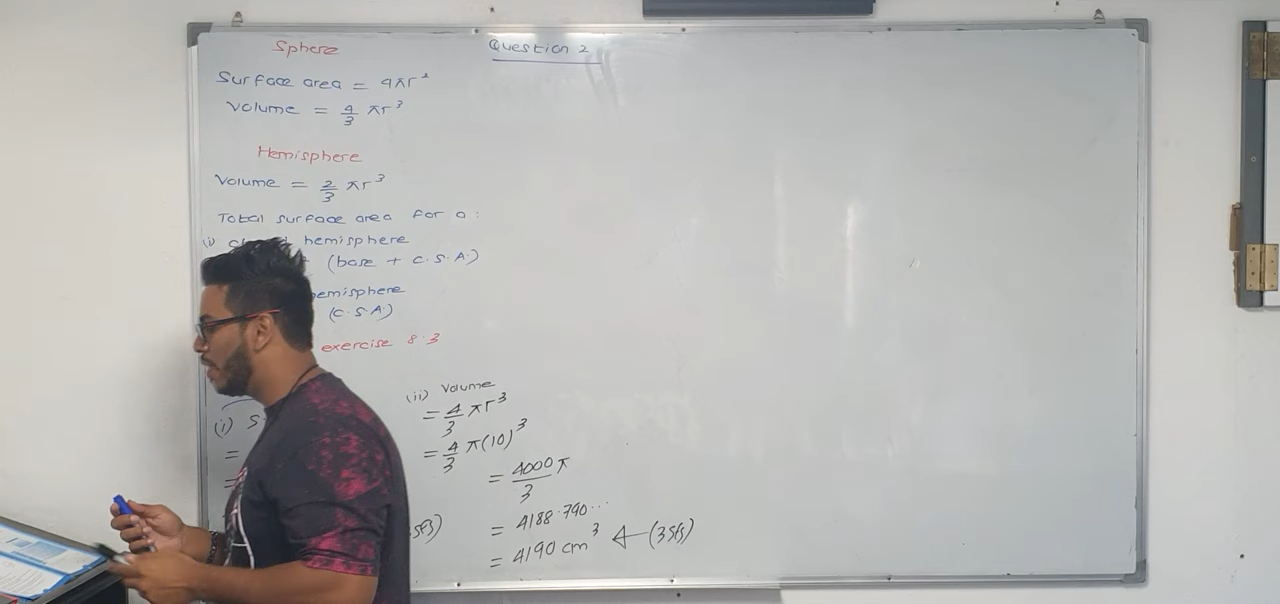 Sphere
Surface area = 4πr²
Volume = 4/3 πr³
Hemisphere
Volume = 2/3 πr³
Total surface area for a:
(i) hemisphere
(base + C.S.A.)
hemisphere
(C.S.A)
exercise 8.3
(i) S
=
=
sf3)
(ii) Volume
= 4/3 πr³
= 4/3 π(10)³
= 4000π/3
= 4188.790...
= 4190 cm³ ← (3sf3)
Question 2